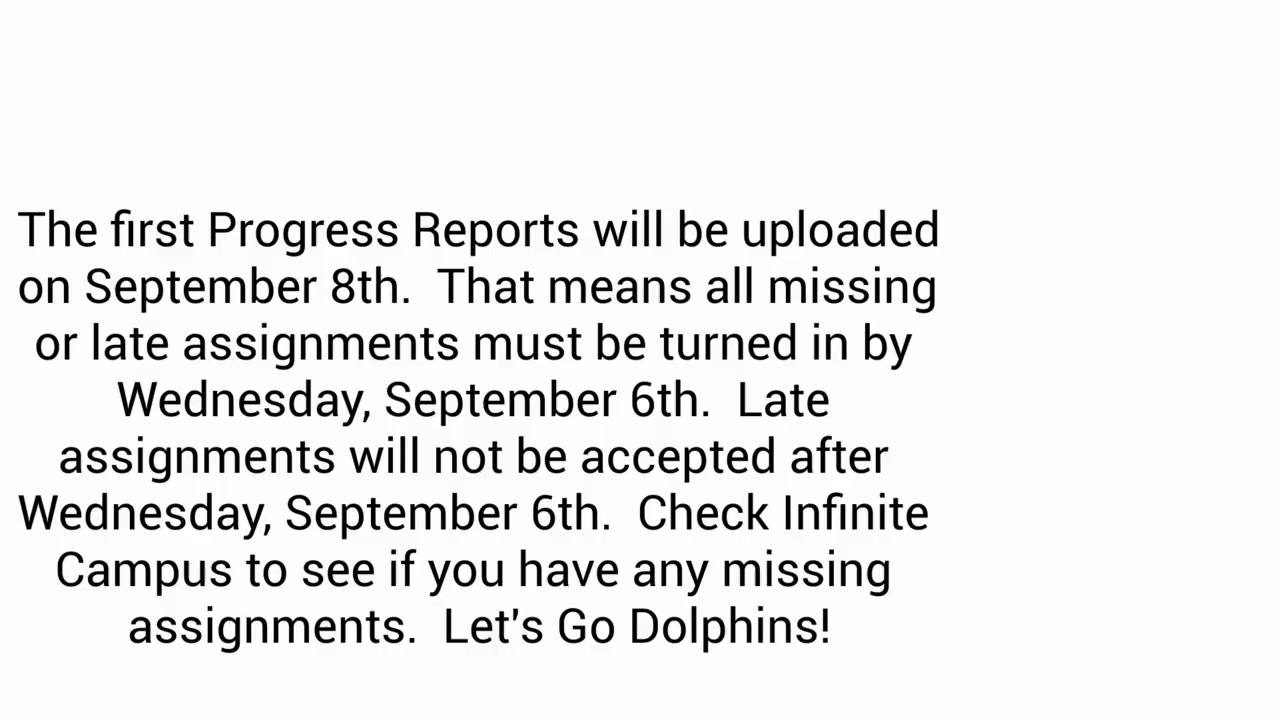 The first Progress Reports will be uploaded
on September 8th.  That means all missing
or late assignments must be turned in by
Wednesday, September 6th.  Late
assignments will not be accepted after
Wednesday, September 6th.  Check Infinite
Campus to see if you have any missing
assignments.  Let's Go Dolphins!